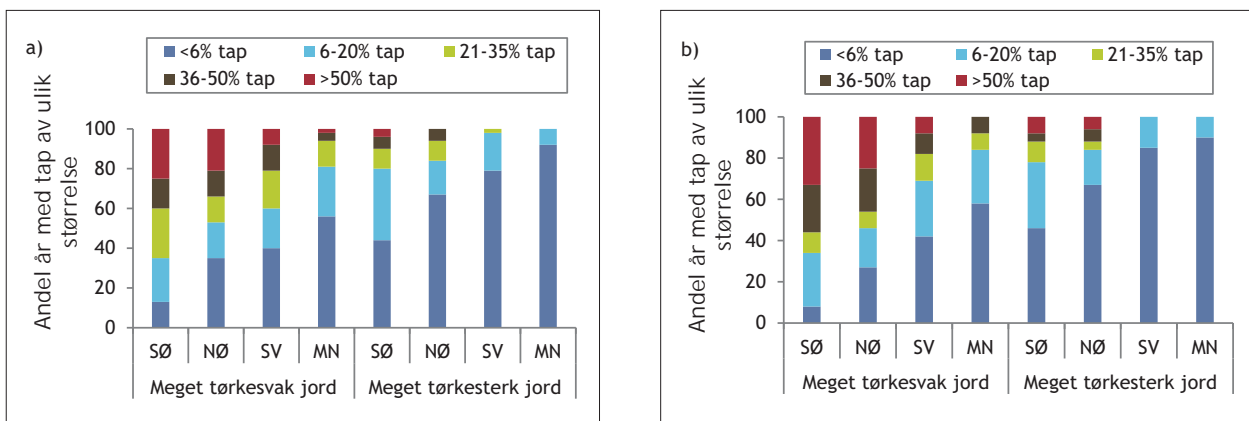 a)
<6% tap 6-20% tap 21-35% tap
36-50% tap >50% tap
Andel år med tap av ulik
størrelse
100
80
60
40
20
0
SØ NØ SV MN SØ NØ SV MN
Meget tørkesvak jord Meget tørkesterk jord
b)
<6% tap 6-20% tap 21-35% tap
36-50% tap >50% tap
Andel år med tap av ulik
størrelse
100
80
60
40
20
0
SØ NØ SV MN SØ NØ SV MN
Meget tørkesvak jord Meget tørkesterk jord